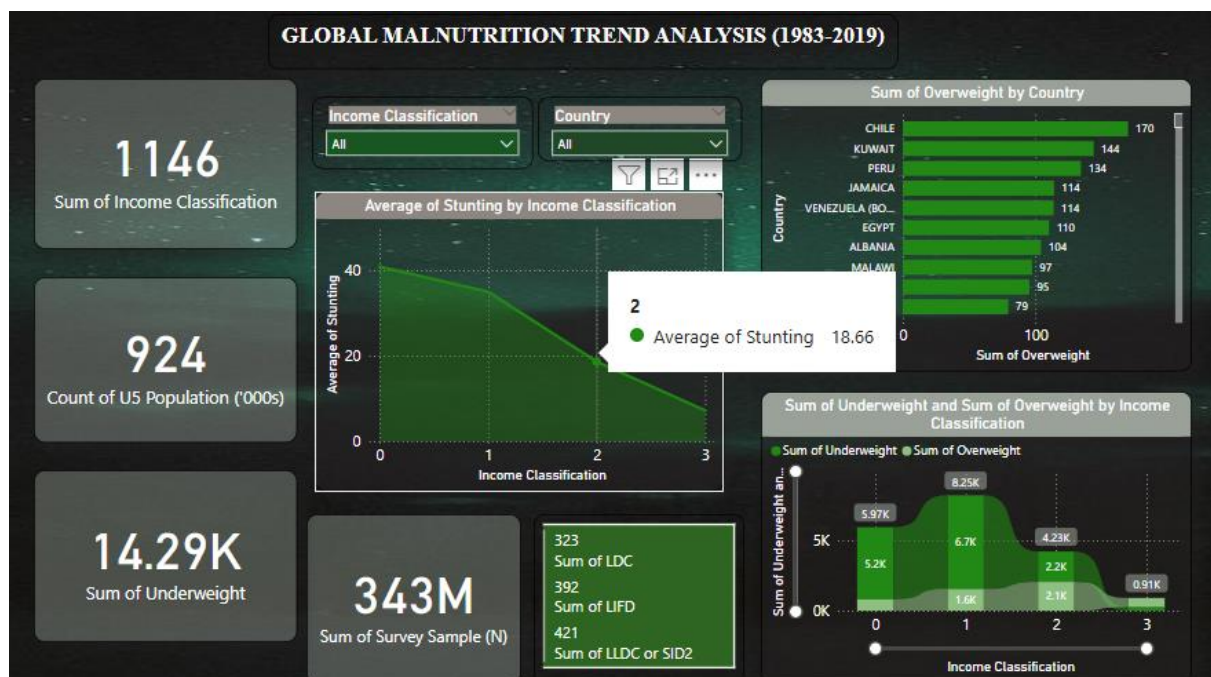 GLOBAL MALNUTRITION TREND ANALYSIS (1983-2019)
1146
Sum of Income Classification
924
Count of U5 Population ('000s)
14.29K
Sum of Underweight
Income Classification
All
Country
All
Average of Stunting by Income Classification
Average of Stunting
40
20
0
0 1 2 3
Income Classification
2
Average of Stunting 18.66
343M
Sum of Survey Sample (N)
323
Sum of LDC
392
Sum of LIFD
421
Sum of LLDC or SID2
Sum of Overweight by Country
Country
CHILE 170
KUWAIT 144
PERU 134
JAMAICA 114
VENEZUELA (BO... 114
EGYPT 110
ALBANIA 104
MALAWI 97
95
79
0 100
Sum of Overweight
Sum of Underweight and Sum of Overweight by Income
Classification
Sum of Underweight Sum of Overweight
Sum of Underweight an...
5K
0K
5.97K
5.2K
8.25K
6.7K
1.6K
4.23K
2.2K
2.1K
0.91K
0 1 2 3
Income Classification